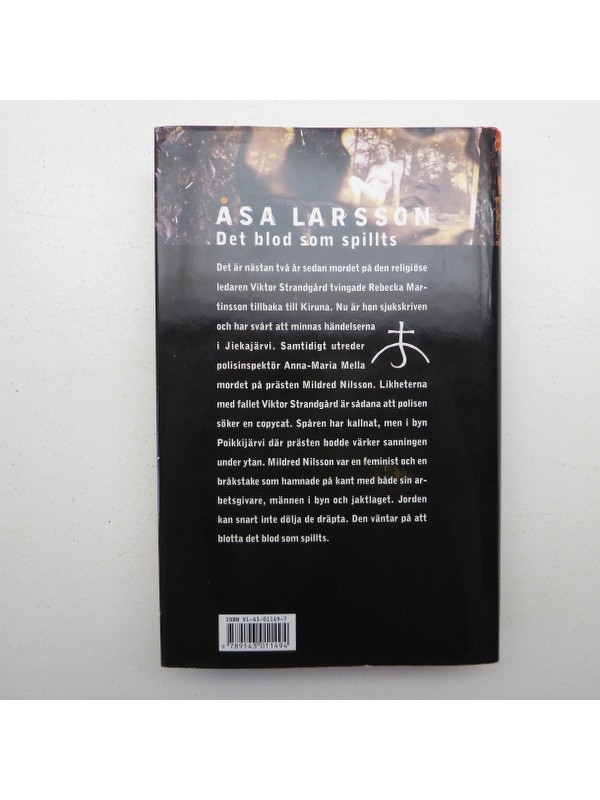 ÅSA LARSSON
Det blod som spillts
Det är nästan två år sedan mordet på den religiöse
ledaren Viktor Strandgård tvingade Rebecka Mar-
tinsson tillbaka till Kiruna. Nu är hon sjukskriven
och har svårt att minnas händelserna
i Jiekajärvi. Samtidigt utreder
polisinspektör Anna-Maria Mella
mordet på prästen Mildred Nilsson. Likheterna
med fallet Viktor Strandgård är sådana att polisen
söker en copycat. Spåren har kallnat, men i byn
Poikkijärvi där prästen bodde värker sanningen
under ytan. Mildred Nilsson var en feminist och en
bråkstake som hamnade på kant med både sin ar-
betsgivare, männen i byn och jaktlaget. Jorden
kan snart inte dölja de dräpta. Den väntar på att
blotta det blod som spillts.
ISBN 91-43-01149-7
9 789143 011494